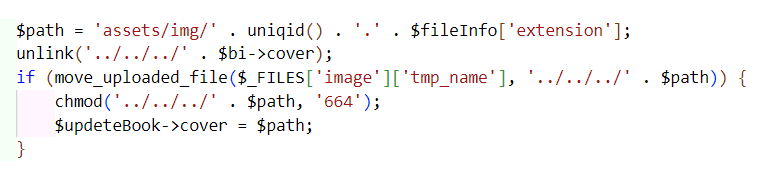 $path = 'assets/img/' . uniqid() . '.' . $fileInfo['extension'];
unlink('../../../' . $bi->cover);
if (move_uploaded_file($_FILES['image']['tmp_name'], '../../../' . $path)) {
    chmod('../../../' . $path, '664');
    $updeteBook->cover = $path;
}